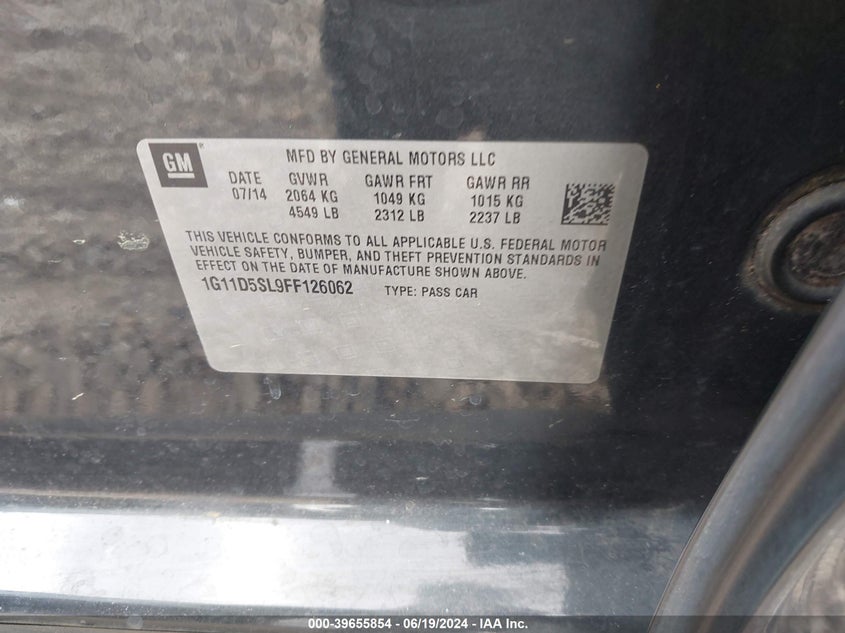 GM
MFD BY GENERAL MOTORS LLC
DATE GVWR GAWR FRT GAWR RR
07/14 2064 KG 1049 KG 1015 KG
4549 LB 2312 LB 2237 LB
THIS VEHICLE CONFORMS TO ALL APPLICABLE U.S. FEDERAL MOTOR
VEHICLE SAFETY, BUMPER, AND THEFT PREVENTION STANDARDS IN
EFFECT ON THE DATE OF MANUFACTURE SHOWN ABOVE.
1G11D5SL9FF126062 TYPE: PASS CAR
000-39655854 / 06/19/2024 - IAA Inc.